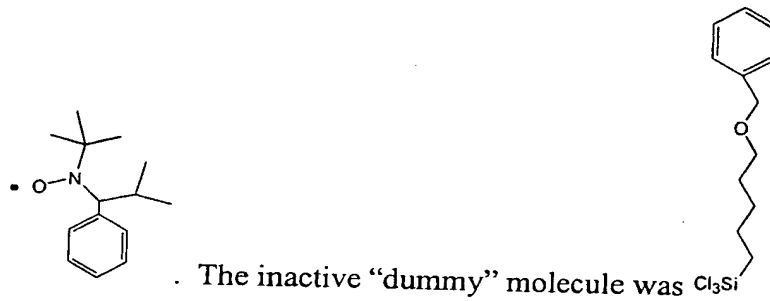 • O N
O
. The inactive “dummy” molecule was Cl₃Si